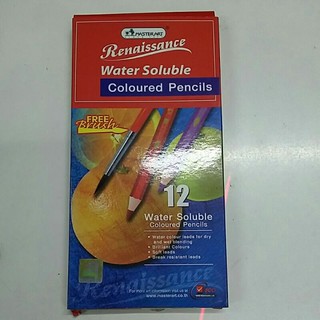 MASTERART
Renaissance
Water Soluble
Coloured Pencils
FREE
Brush
12
Water Soluble
Coloured Pencils
• Water colour leads for dry
and wet blending
• Brilliant Colours
• Soft leads
• Break resistant leads
Renaissance
www.masterart.co.th